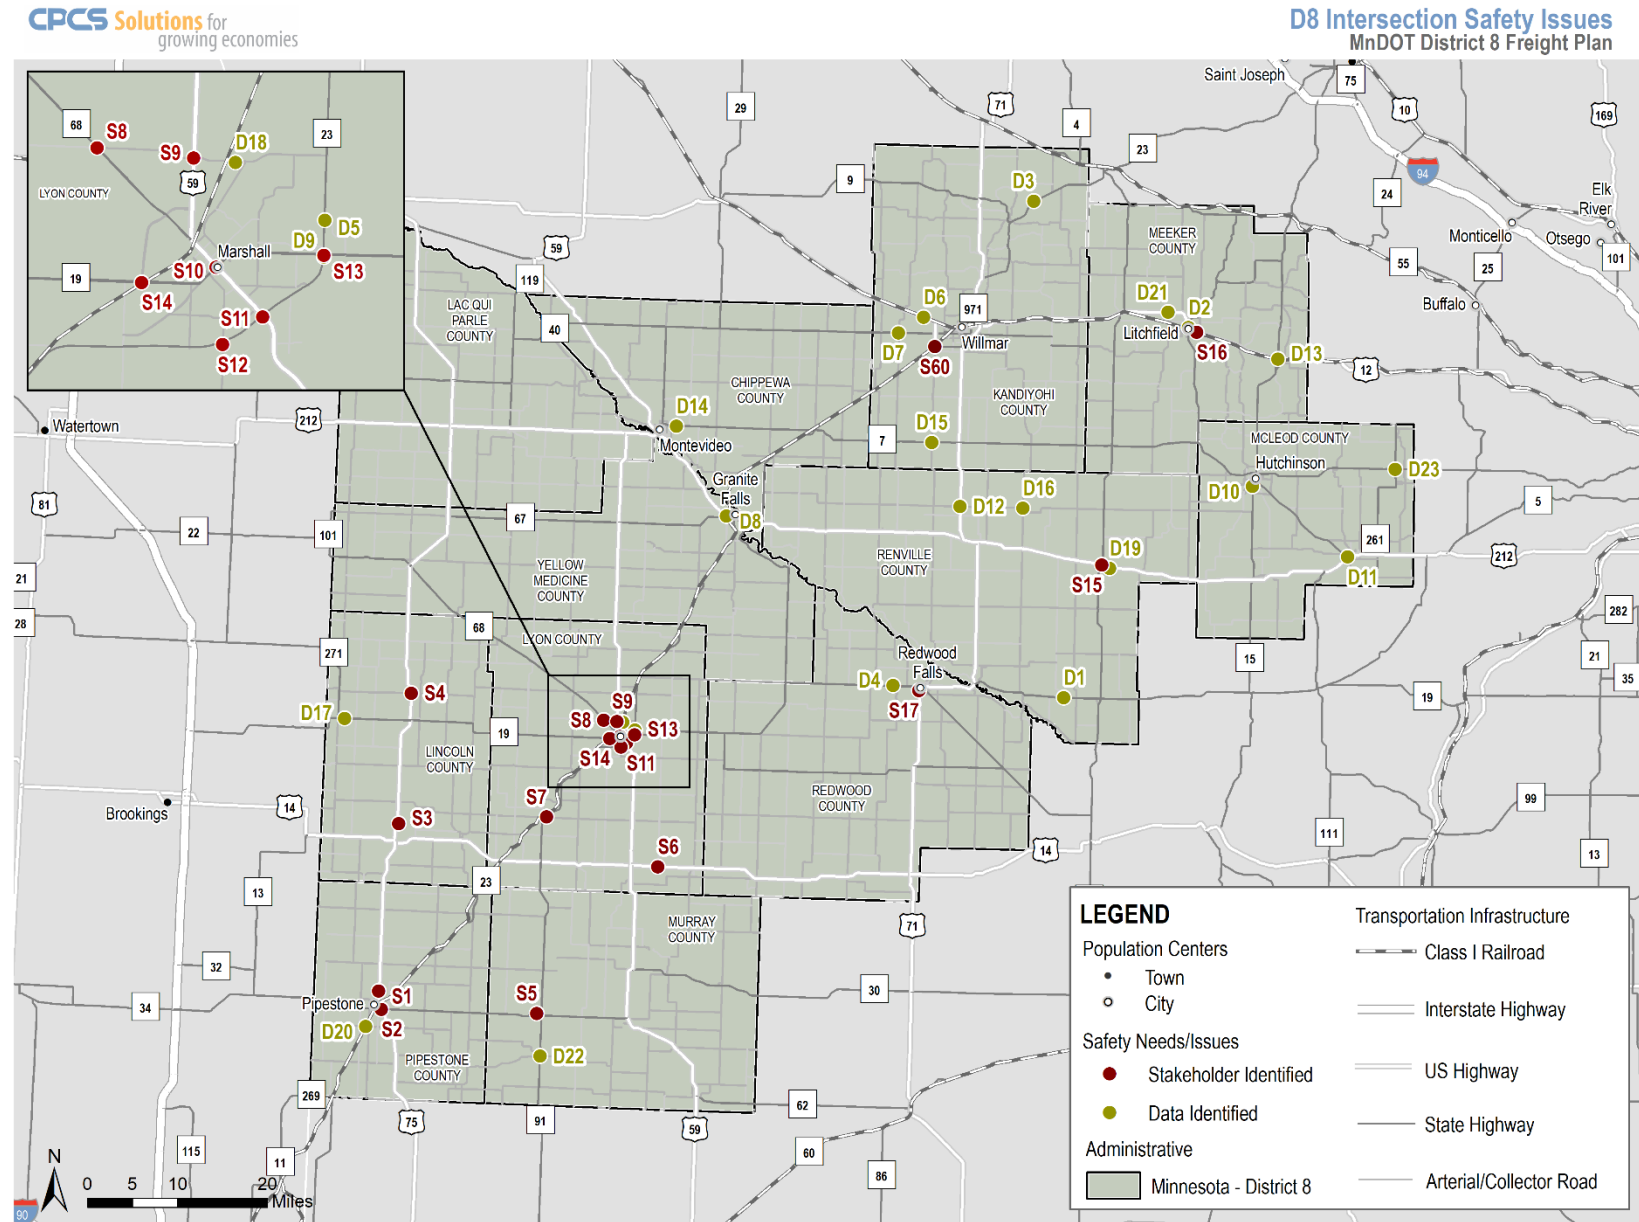 CPCS Solutions for
growing economies
D8 Intersection Safety Issues
MnDOT District 8 Freight Plan
68
S8
S9
D18
23
59
LYON COUNTY
D5
D9
Marshall
S10
S13
19
S14
S11
S12
Saint Joseph
75
10
169
71
29
4
23
94
24
9
Elk
River
Monticello
Otsego
101
55
25
Buffalo
59
119
D3
MEEKER
COUNTY
LAC QUI
PARLE
COUNTY
40
D6
971
D21
D2
Litchfield
S16
D7
Willmar
S60
D13
12
CHIPPEWA
COUNTY
KANDIYOHI
COUNTY
Watertown
212
D14
Montevideo
7
D15
MCLEOD COUNTY
Hutchinson
D23
D10
Granite
Falls
D8
D12
D16
5
81
22
101
67
RENVILLE
COUNTY
D19
S15
261
D11
212
21
28
YELLOW
MEDICINE
COUNTY
282
68
LYON COUNTY
271
Redwood
Falls
D4
S17
D1
15
21
35
19
S4
D17
S9
S8
S13
19
S14
S11
LINCOLN
COUNTY
S7
REDWOOD
COUNTY
Brookings
14
S3
S6
14
99
111
13
23
13
MURRAY
COUNTY
71
32
34
Pipestone
S1
S2
D20
S5
30
D22
PIPESTONE
COUNTY
269
75
91
59
62
60
86
115
11
90
N
0 5 10 20
Miles
LEGEND
Population Centers
Town
City
Safety Needs/Issues
Stakeholder Identified
Data Identified
Administrative
Minnesota - District 8
Transportation Infrastructure
Class I Railroad
Interstate Highway
US Highway
State Highway
Arterial/Collector Road